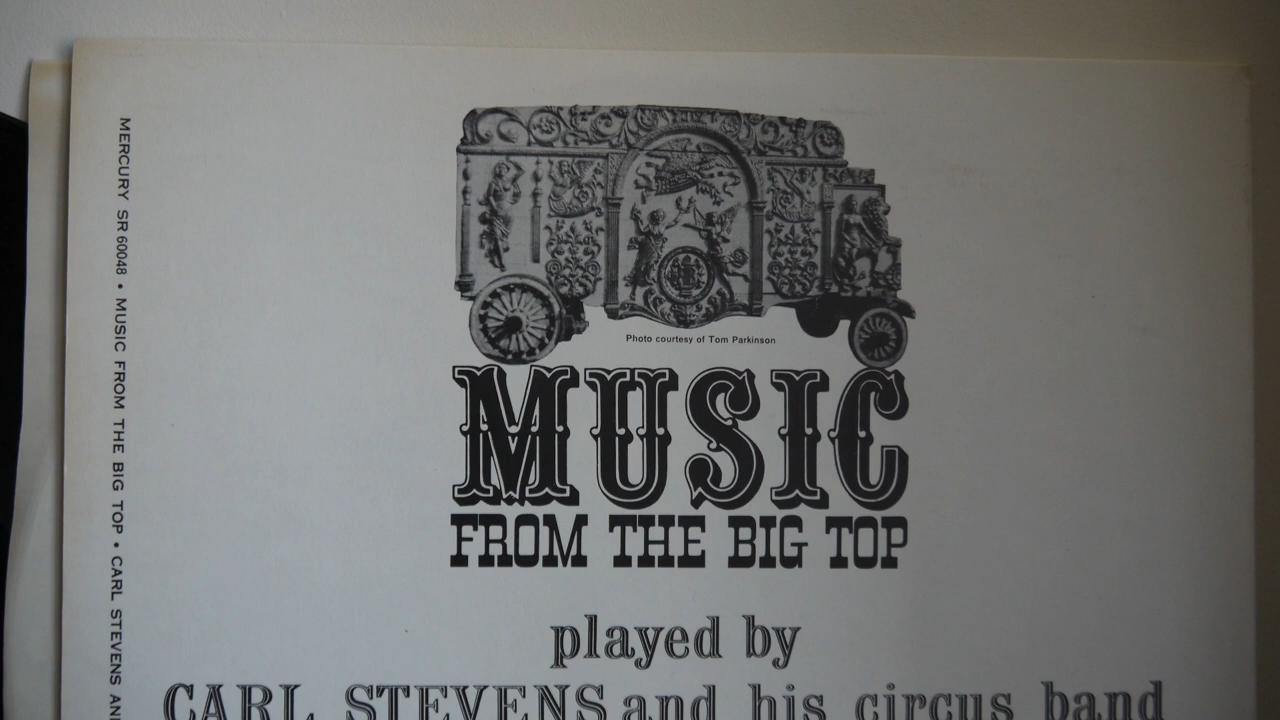 MERCURY SR 60048 • MUSIC FROM THE BIG TOP • CARL STEVENS AN
Photo courtesy of Tom Parkinson
MUSIC
FROM THE BIG TOP
played by
CARL STEVENS and his circus band